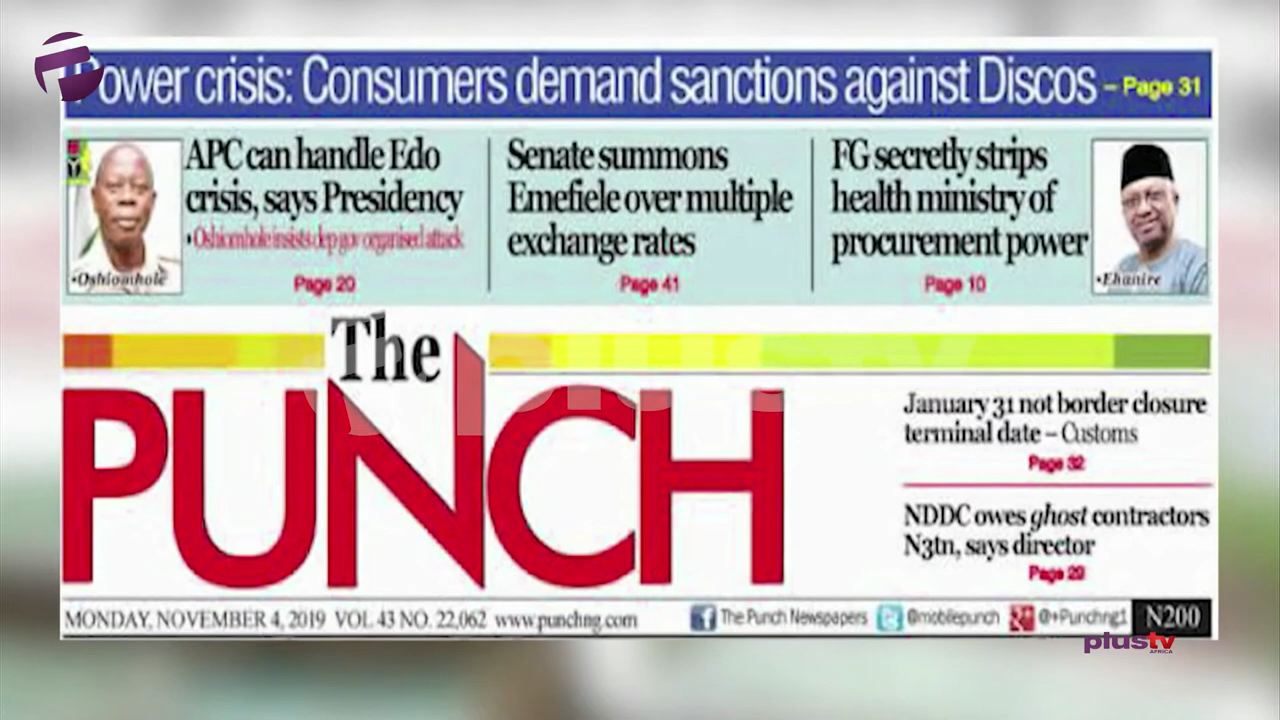 Power crisis: Consumers demand sanctions against Discos – Page 31
APC can handle Edo
crisis, says Presidency
•Oshiomhole insists dep gov organised attack
Page 20
•Oshiomhole
Senate summons
Emefiele over multiple
exchange rates
Page 41
FG secretly strips
health ministry of
procurement power
Page 10
•Ehanire
The
PUNCH
January 31 not border closure
terminal date – Customs
Page 32
NDDC owes ghost contractors
N3tn, says director
MONDAY, NOVEMBER 4, 2019 VOL. 43 NO. 22,062 www.punchng.com
The Punch Newspapers @mobilepunch @+Punchng1 N200
plustv
AFRICA
plustv